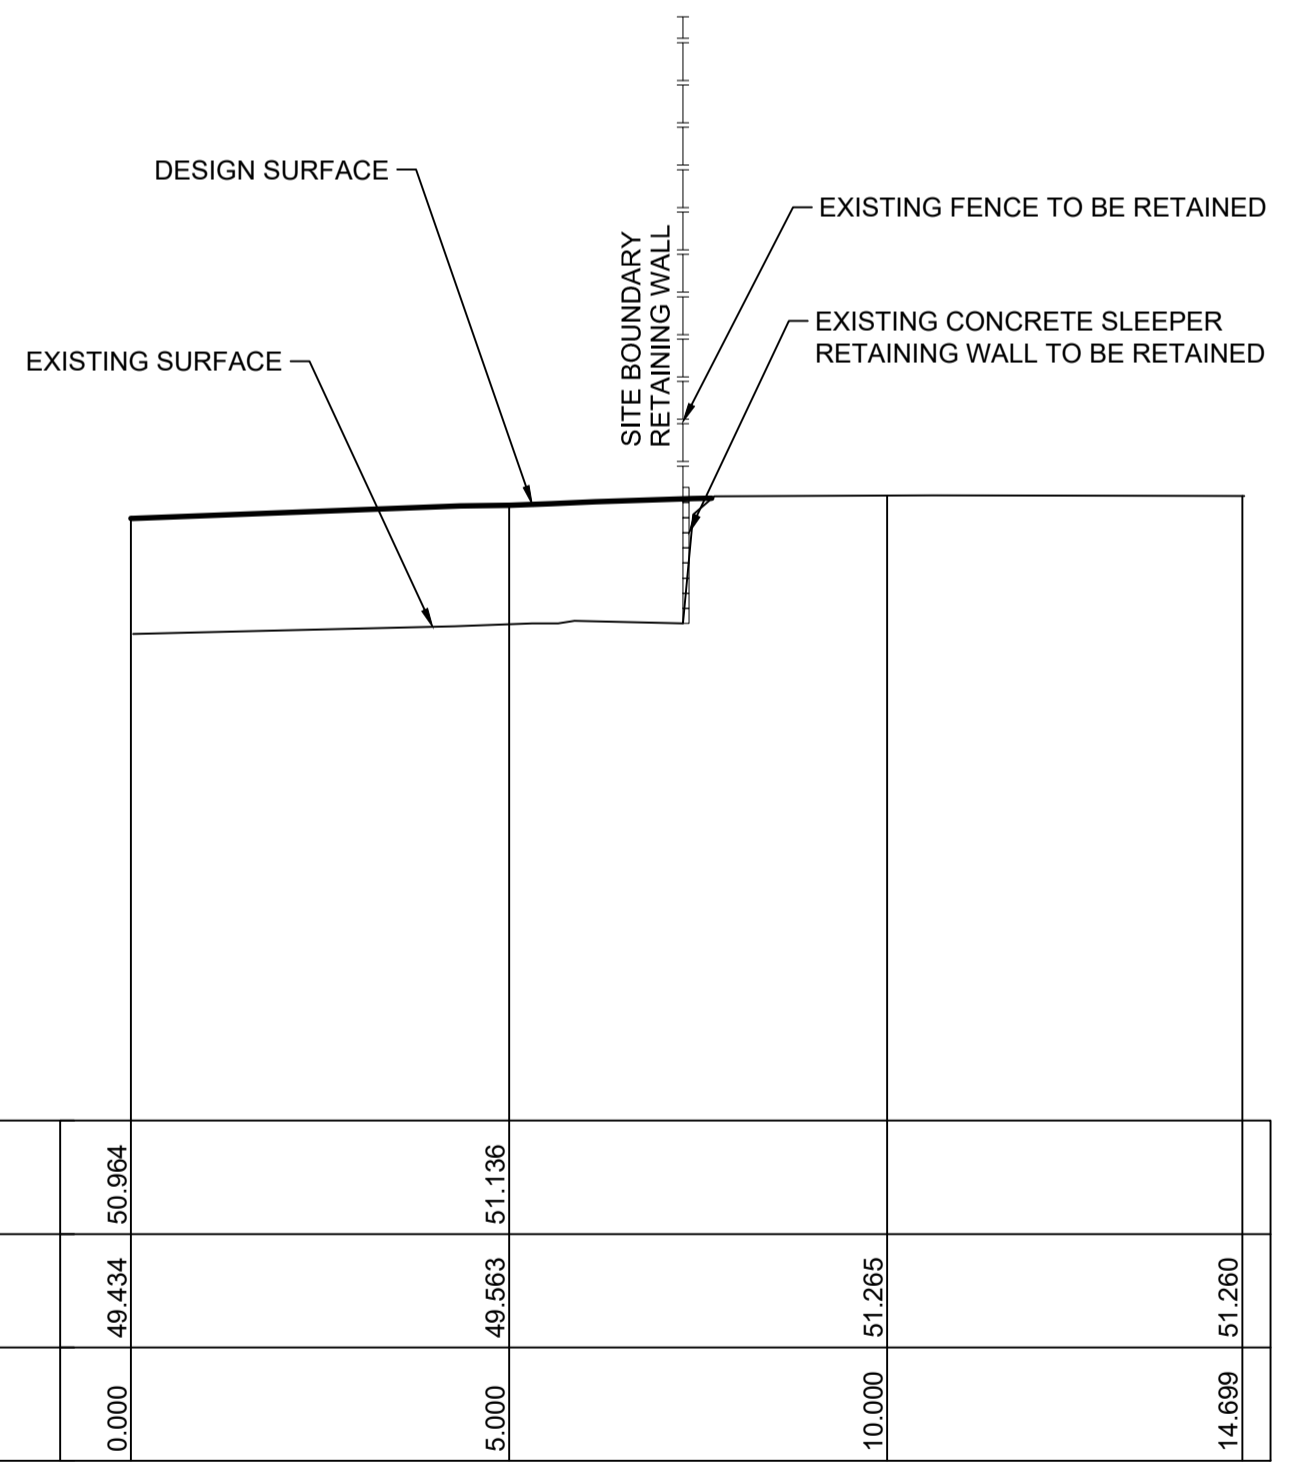 DESIGN SURFACE
EXISTING FENCE TO BE RETAINED
SITE BOUNDARY
RETAINING WALL
EXISTING CONCRETE SLEEPER
RETAINING WALL TO BE RETAINED
EXISTING SURFACE
50.964
51.136
49.434
49.563
51.265
51.260
0.000
5.000
10.000
14.699